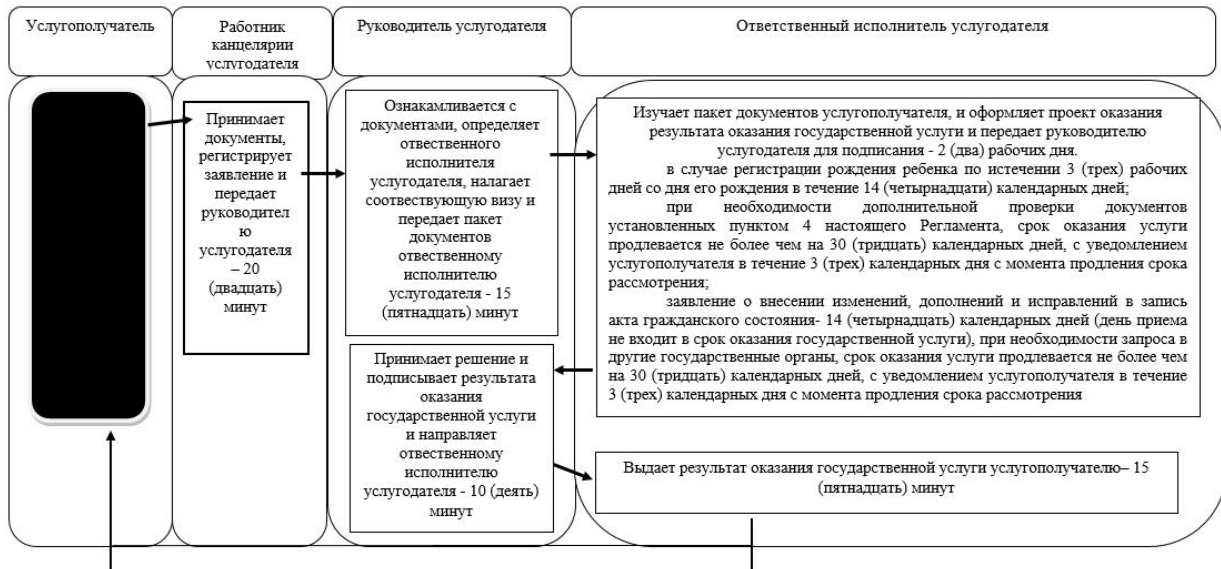 Услугополучатель
Работник
канцелярии
услугодателя
Руководитель услугодателя
Ответственный исполнитель услугодателя
Принимает
документы,
регистрирует
заявление и
передает
руководител
ю
услугодателя
– 20
(двадцать)
минут
Ознакамливается с
документами, определяет
отвественного
исполнителя
услугодателя, налагает
соотвествующую визу и
передает пакет
документов
отвественному
исполнителю
услугодателя - 15
(пятнадцать) минут
Изучает пакет документов услугополучателя, и оформляет проект оказания
результата оказания государственной услуги и передает руководителю
услугодателя для подписания - 2 (два) рабочих дня.
в случае регистрации рождения ребенка по истечении 3 (трех) рабочих
дней со дня его рождения в течение 14 (четырнадцати) календарных дней;
при необходимости дополнительной проверки документов
установленных пунктом 4 настоящего Регламента, срок оказания услуги
продлевается не более чем на 30 (тридцать) календарных дней, с уведомлением
услугополучателя в течение 3 (трех) календарных дня с момента продления срока
рассмотрения;
заявление о внесении изменений, дополнений и исправлений в запись
акта гражданского состояния- 14 (четырнадцать) календарных дней (день приема
не входит в срок оказания государственной услуги), при необходимости запроса в
другие государственные органы, срок оказания услуги продлевается не более чем
на 30 (тридцать) календарных дней, с уведомлением услугополучателя в течение
3 (трех) календарных дня с момента продления срока рассмотрения
Принимает решение и
подписывает результата
оказания
государственной услуги
и направляет
отвественному
исполнителю
услугодателя - 10 (деять)
минут
Выдает результат оказания государственной услуги услугополучателю– 15
(пятнадцать) минут